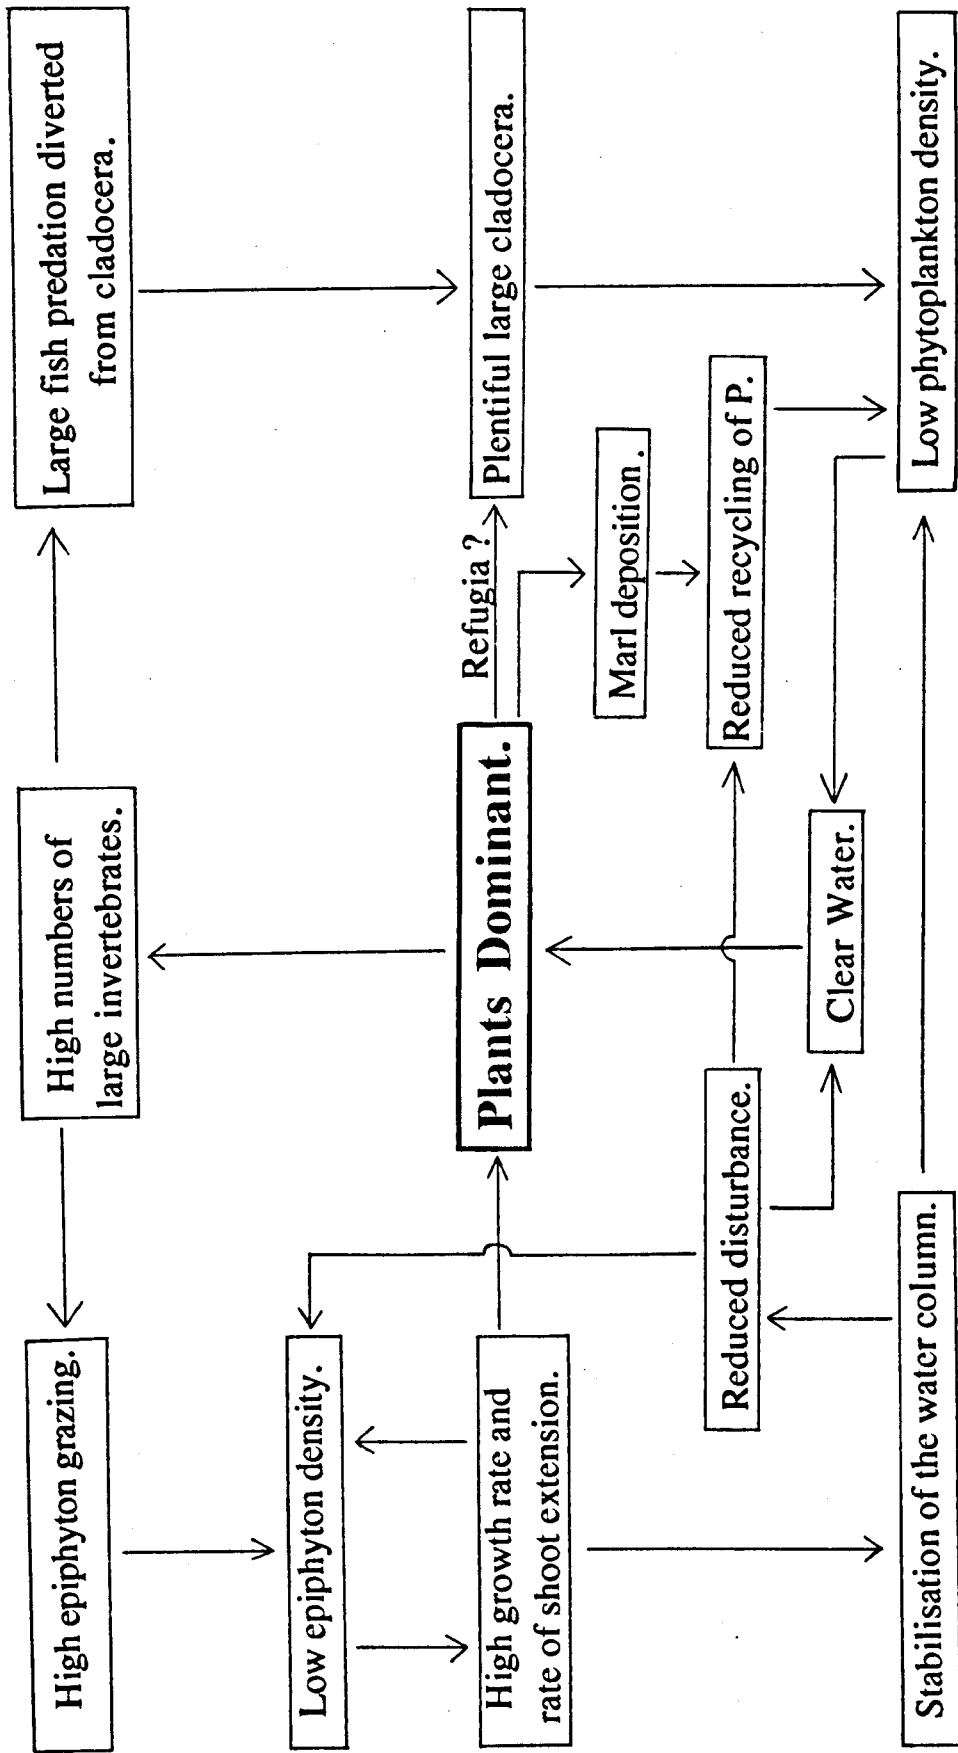 High epiphyton grazing.
High numbers of
large invertebrates.
Large fish predation diverted
from cladocera.
Low epiphyton density.
High growth rate and
rate of shoot extension.
Plants Dominant.
Refugia ?
Plentiful large cladocera.
Marl deposition .
Reduced disturbance.
Reduced recycling of P.
Clear Water.
Stabilisation of the water column.
Low phytoplankton density.